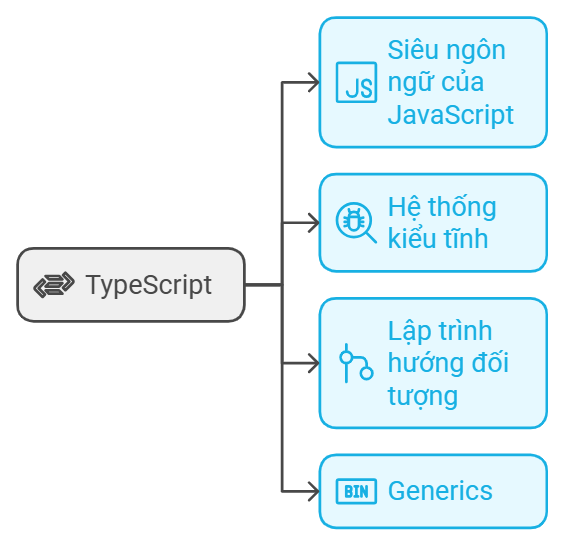 TypeScript
JS
Siêu ngôn
ngữ của
JavaScript
Hệ thống
kiểu tĩnh
Lập trình
hướng đối
tượng
BIN
Generics